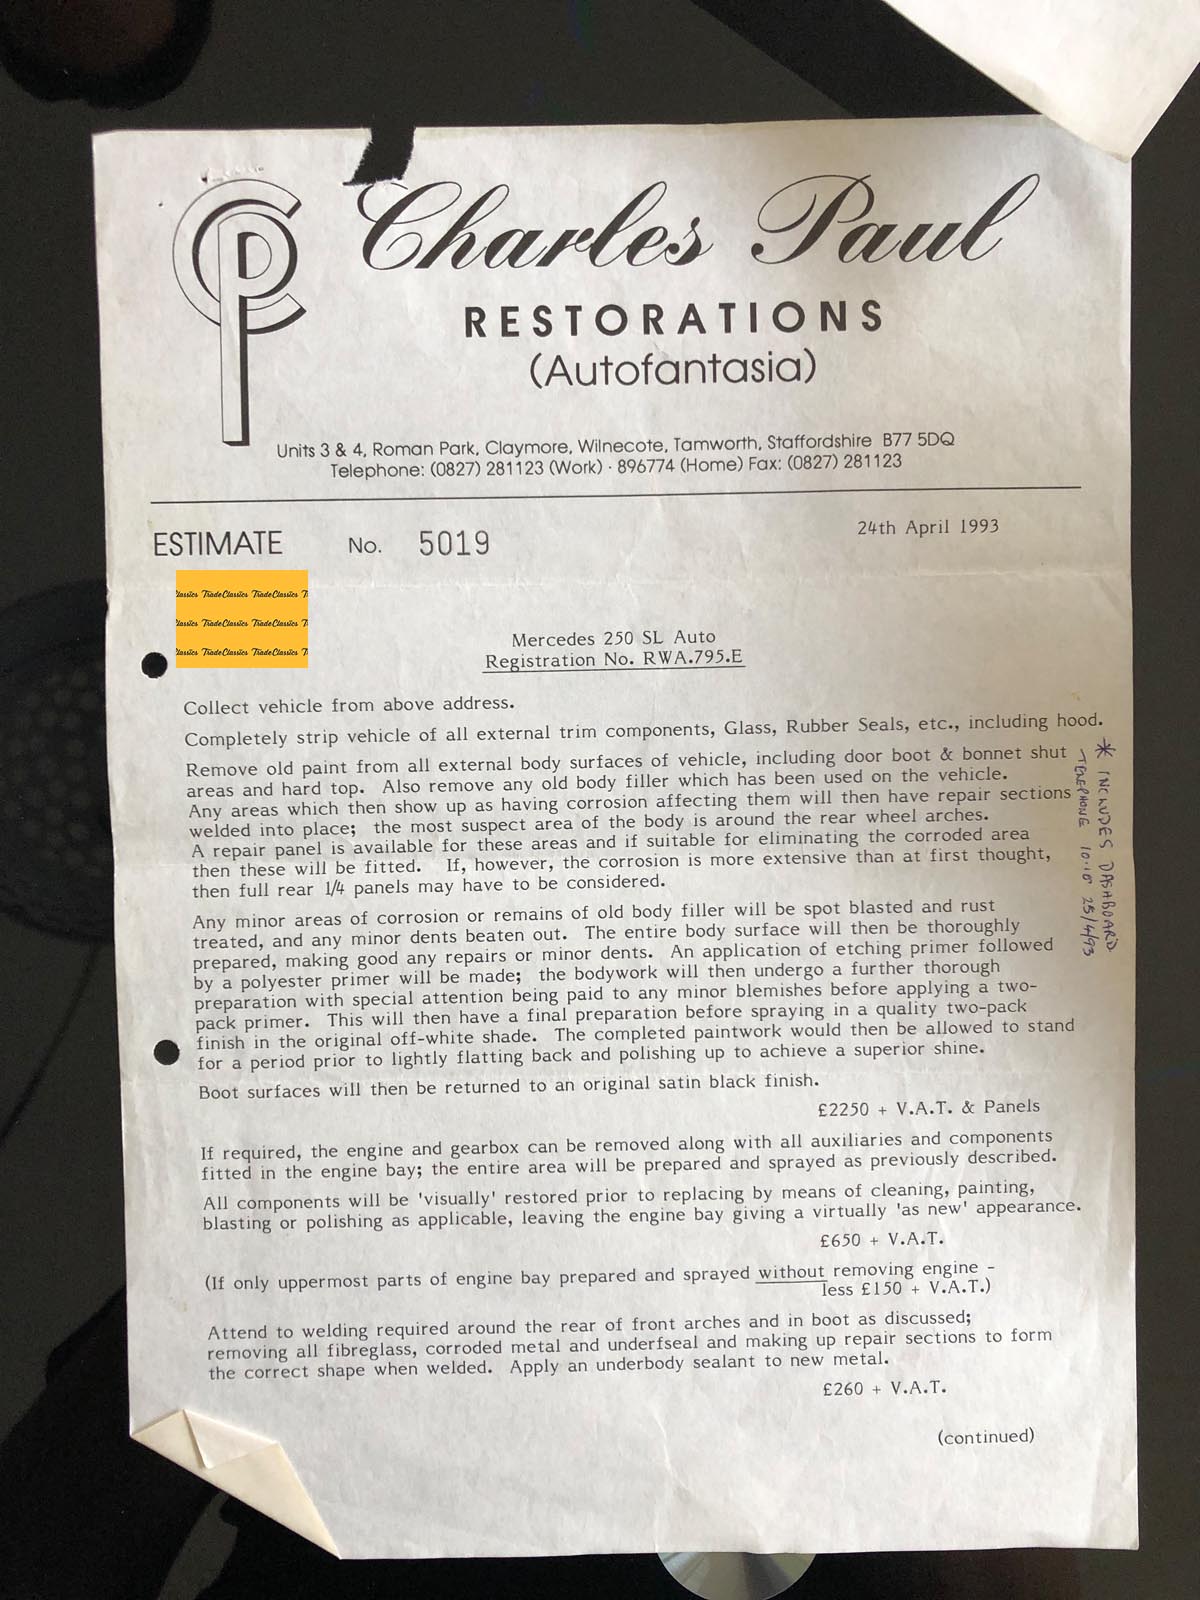 CP
Charles Paul
RESTORATIONS
(Autofantasia)
Units 3 & 4, Roman Park, Claymore, Wilnecote, Tamworth, Staffordshire B77 5DQ
Telephone: (0827) 281123 (Work) · 896774 (Home) Fax: (0827) 281123
ESTIMATE No. 5019
24th April 1993
Classics TradeClassics TradeClassics T
Classics TradeClassics TradeClassics T
Classics TradeClassics TradeClassics T
Mercedes 250 SL Auto
Registration No. RWA.795.E
Collect vehicle from above address.
Completely strip vehicle of all external trim components, Glass, Rubber Seals, etc., including hood.
Remove old paint from all external body surfaces of vehicle, including door boot & bonnet shut
areas and hard top. Also remove any old body filler which has been used on the vehicle.
Any areas which then show up as having corrosion affecting them will then have repair sections
welded into place; the most suspect area of the body is around the rear wheel arches.
A repair panel is available for these areas and if suitable for eliminating the corroded area
then these will be fitted. If, however, the corrosion is more extensive than at first thought,
then full rear 1/4 panels may have to be considered.
* INCLUDES DASHBOARD
TELEPHONE 10.10 25/4/93
Any minor areas of corrosion or remains of old body filler will be spot blasted and rust
treated, and any minor dents beaten out. The entire body surface will then be thoroughly
prepared, making good any repairs or minor dents. An application of etching primer followed
by a polyester primer will be made; the bodywork will then undergo a further thorough
preparation with special attention being paid to any minor blemishes before applying a two-
pack primer. This will then have a final preparation before spraying in a quality two-pack
finish in the original off-white shade. The completed paintwork would then be allowed to stand
for a period prior to lightly flatting back and polishing up to achieve a superior shine.
Boot surfaces will then be returned to an original satin black finish.
£2250 + V.A.T. & Panels
If required, the engine and gearbox can be removed along with all auxiliaries and components
fitted in the engine bay; the entire area will be prepared and sprayed as previously described.
All components will be 'visually' restored prior to replacing by means of cleaning, painting,
blasting or polishing as applicable, leaving the engine bay giving a virtually 'as new' appearance.
£650 + V.A.T.
(If only uppermost parts of engine bay prepared and sprayed without removing engine -
less £150 + V.A.T.)
Attend to welding required around the rear of front arches and in boot as discussed;
removing all fibreglass, corroded metal and underfseal and making up repair sections to form
the correct shape when welded. Apply an underbody sealant to new metal.
£260 + V.A.T.
(continued)